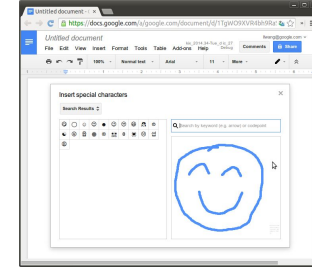 Untitled document -
https://docs.google.com/a/google.com/document/d/1TgWO9XVR4bh9Rx
Untitled document
File Edit View Insert Format Tools Table Add-ons Help Debug Comments Share
100% Normal text Arial 11 More
Insert special characters
Search Results
Search by keyword (e.g. arrow) or codepoint